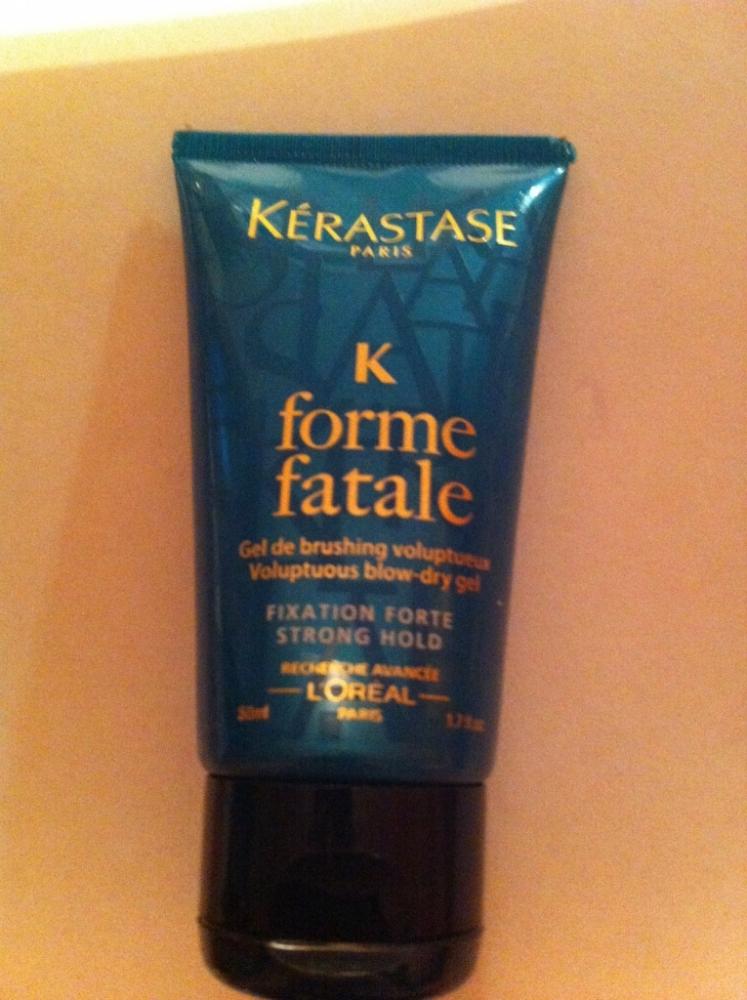 KÉRASTASE
PARIS
K
forme
fatale
Gel de brushing voluptueux
Voluptuous blow-dry gel
FIXATION FORTE
STRONG HOLD
RECHERCHE AVANCÉE
L'ORÉAL
PARIS
50ml 1.7 fl.oz